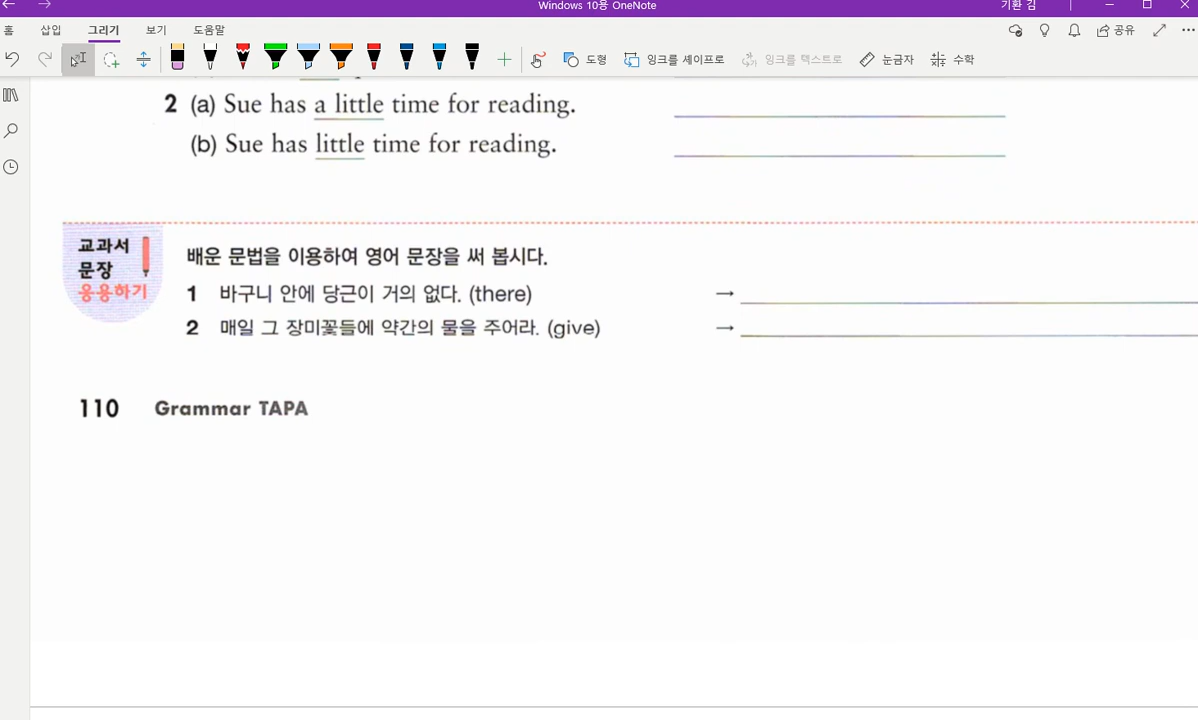 Windows 10용 OneNote
기환 김
홈 삽입 그리기 보기 도움말
공유
도형 잉크를 셰이프로 잉크를 텍스트로 눈금자 수학
2 (a) Sue has a little time for reading.
(b) Sue has little time for reading.
교과서
문장
응용하기
배운 문법을 이용하여 영어 문장을 써 봅시다.
1 바구니 안에 당근이 거의 없다. (there) →
2 매일 그 장미꽃들에 약간의 물을 주어라. (give) →
110 Grammar TAPA